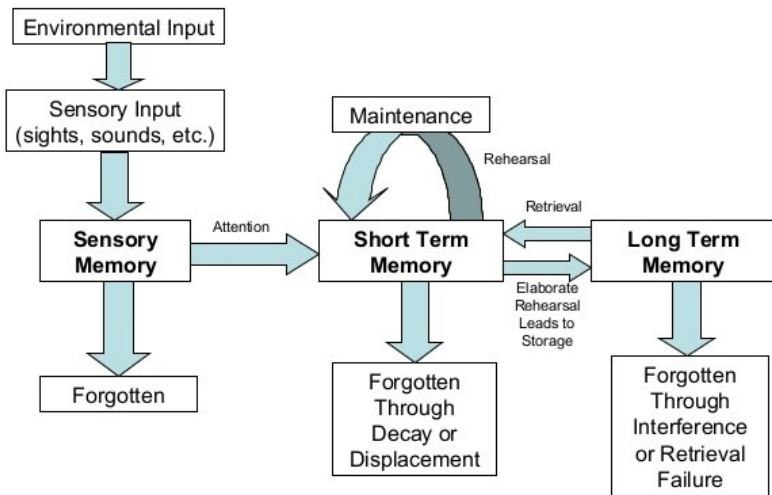 Environmental Input
Sensory Input
(sights, sounds, etc.)
Maintenance
Rehearsal
Sensory
Memory
Attention
Short Term
Memory
Retrieval
Elaborate
Rehearsal
Leads to
Storage
Long Term
Memory
Forgotten
Forgotten
Through
Decay or
Displacement
Forgotten
Through
Interference
or Retrieval
Failure